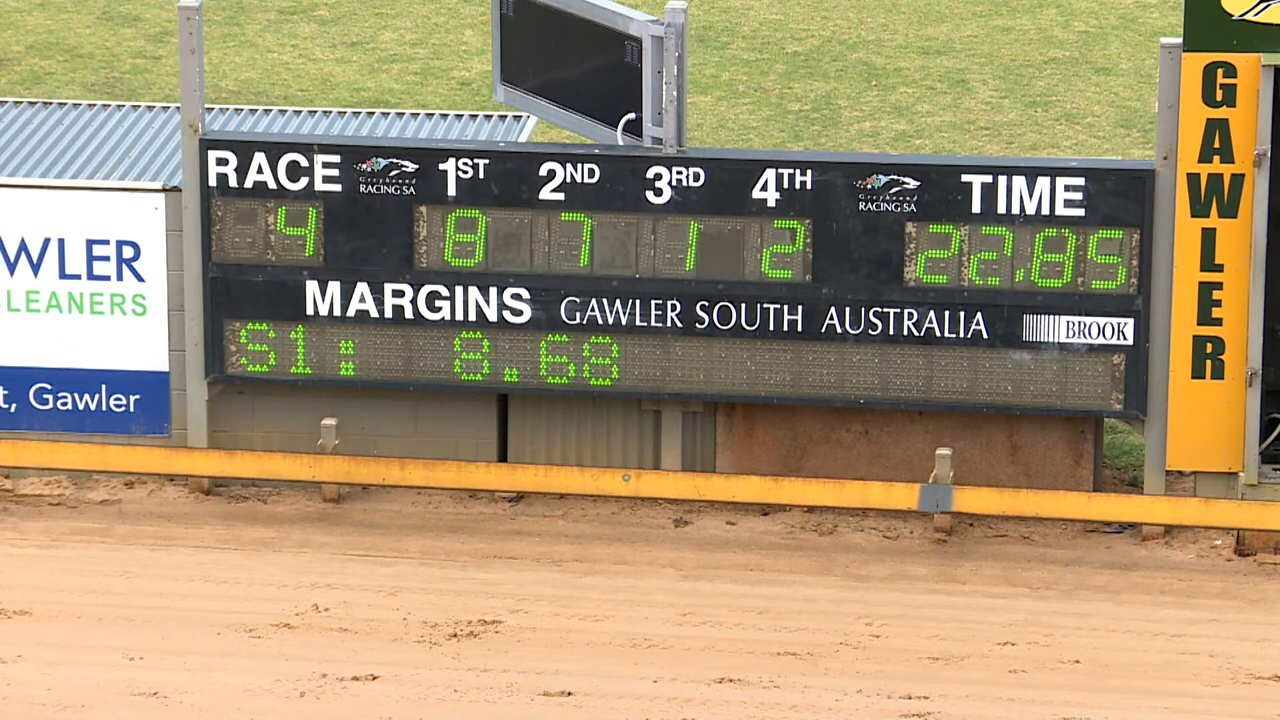 RACE
Greyhound
RACING SA
1ST 2ND 3RD 4TH
Greyhound
RACING SA
TIME
4 8 7 1 2 22.85
MARGINS GAWLER SOUTH AUSTRALIA BROOK
S1: 8.68
WLER
LEANERS
t, Gawler
GAWLER